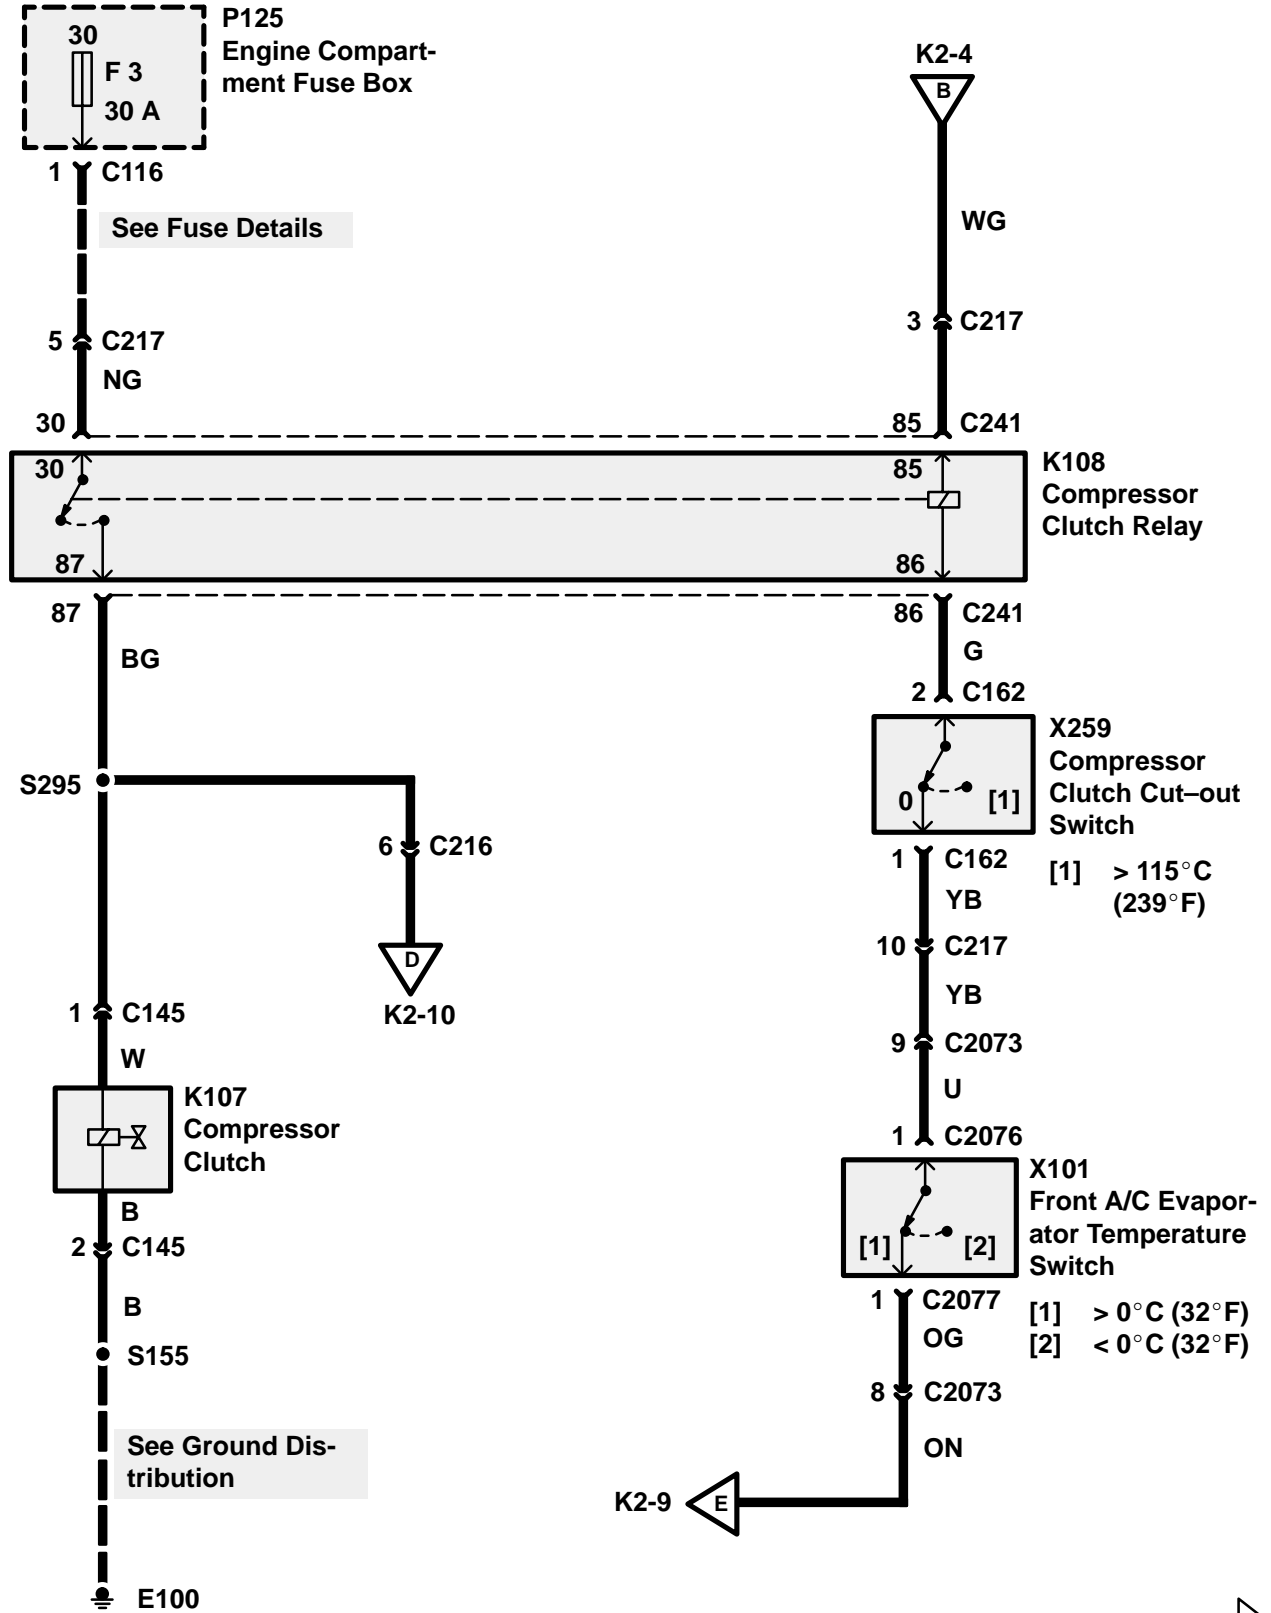 P125
Engine Compart-
ment Fuse Box
30
F 3
30 A
1 C116
See Fuse Details
5 C217
NG
30
K2-4
B
WG
3 C217
85 C241
30
85
87
86
K108
Compressor
Clutch Relay
87
BG
S295
6 C216
D
K2-10
1 C145
W
K107
Compressor
Clutch
B
2 C145
B
S155
See Ground Dis-
tribution
E100
86 C241
G
2 C162
X259
Compressor
Clutch Cut–out
Switch
0 [1]
[1] > 115°C
(239°F)
1 C162
YB
10 C217
YB
9 C2073
U
1 C2076
X101
Front A/C Evapor-
ator Temperature
Switch
[1] [2]
[1] > 0°C (32°F)
[2] < 0°C (32°F)
1 C2077
OG
8 C2073
ON
K2-9 E